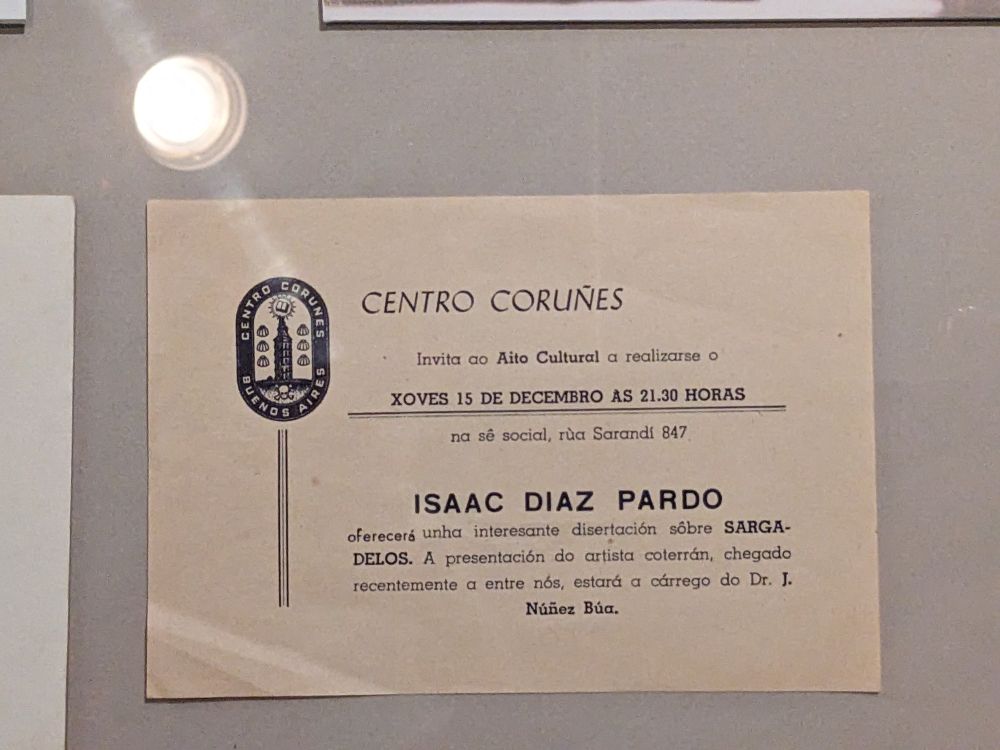 CENTRO CORUÑES
BUENOS AIRES
CENTRO CORUÑES
Invita ao Aito Cultural a realizarse o
XOVES 15 DE DECEMBRO ÀS 21.30 HORAS
na sê social, rùa Sarandí 847
ISAAC DIAZ PARDO
oferecerá unha interesante disertación sôbre SARGA-
DELOS. A presentación do artista coterrán, chegado
recentemente a entre nós, estará a cárrego do Dr. J.
Núñez Búa.